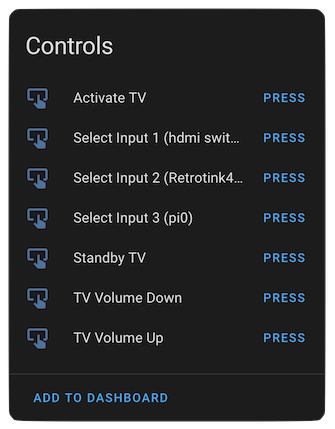 Controls
Activate TV PRESS
Select Input 1 (hdmi swit... PRESS
Select Input 2 (Retrotink4... PRESS
Select Input 3 (pi0) PRESS
Standby TV PRESS
TV Volume Down PRESS
TV Volume Up PRESS
ADD TO DASHBOARD